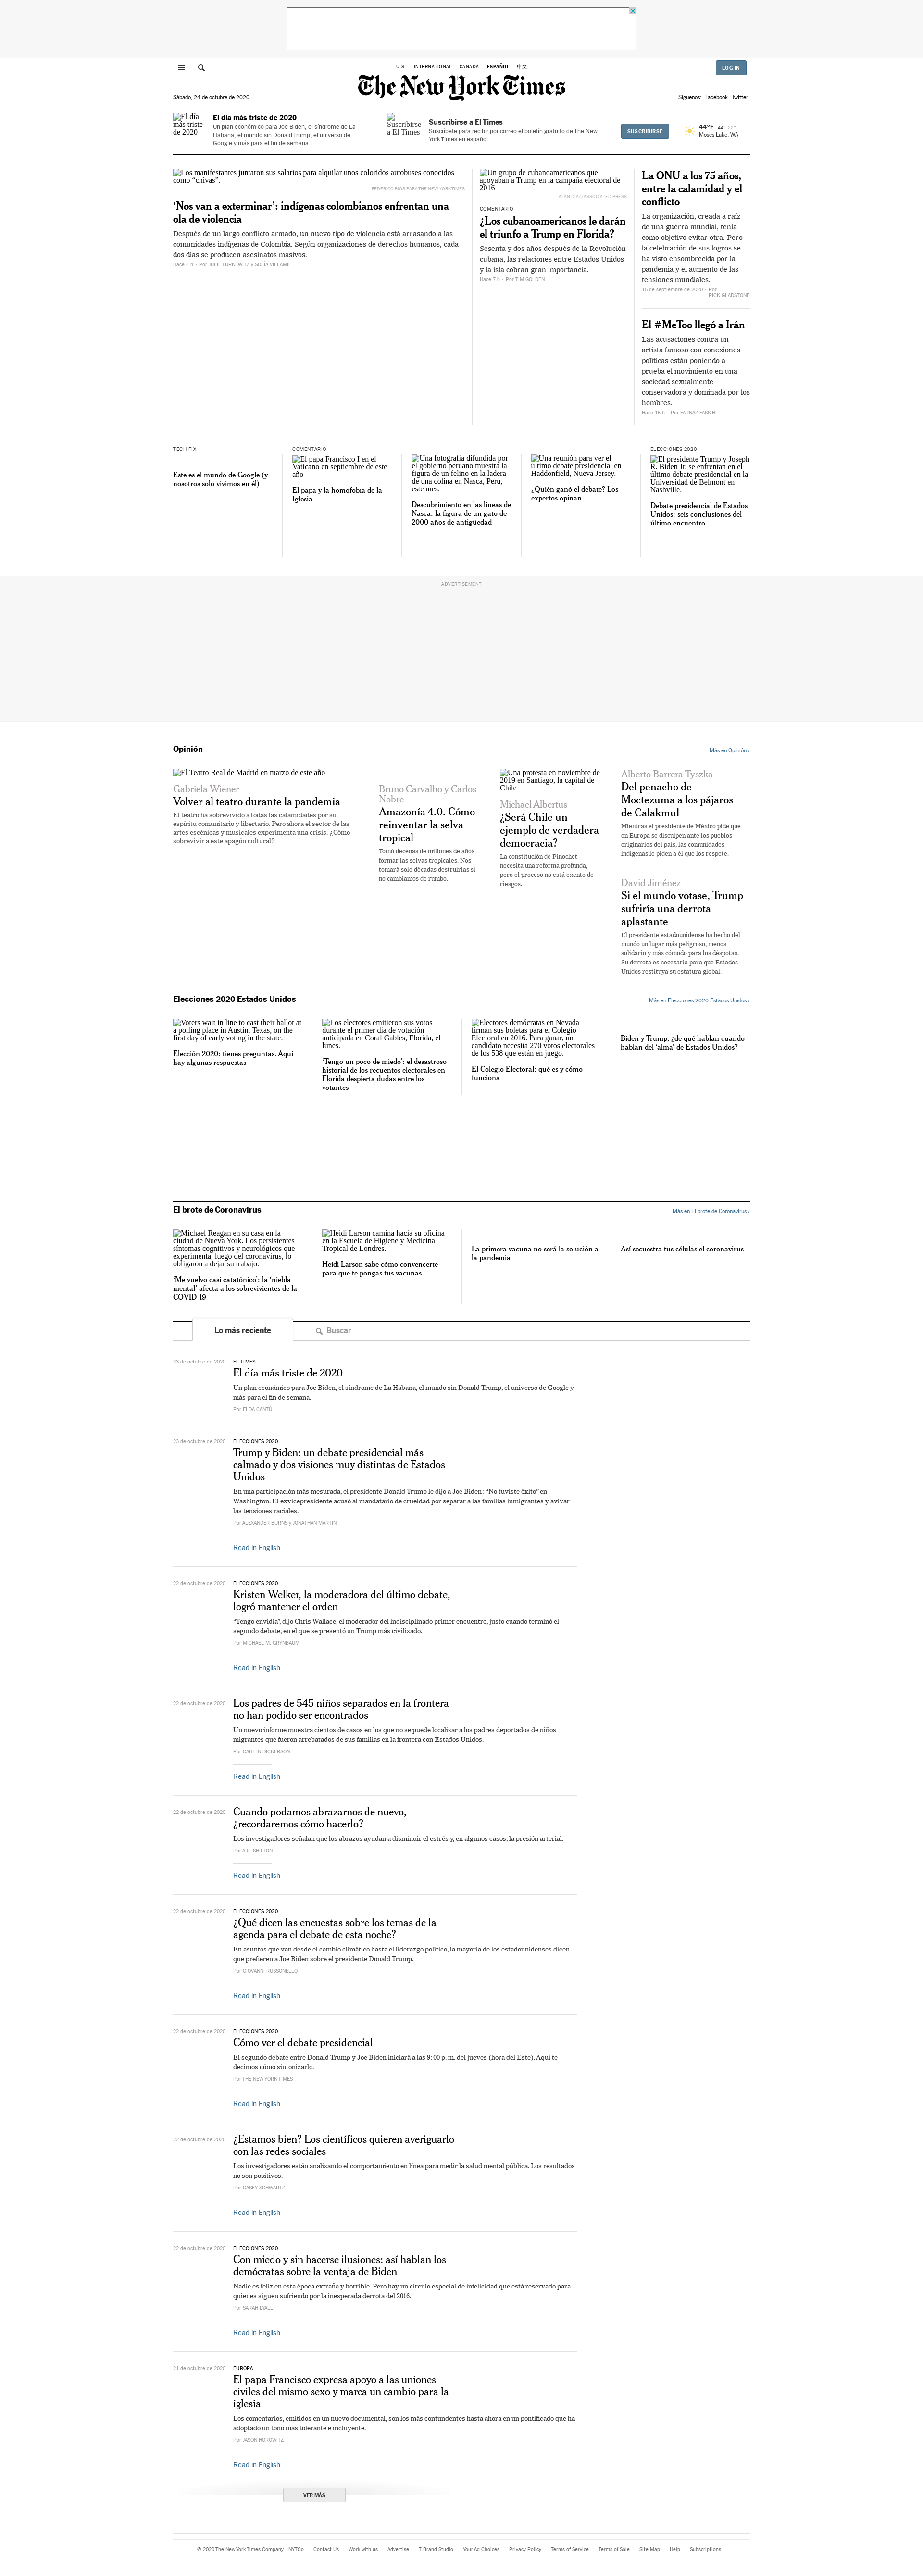 U.S. INTERNATIONAL CANADA ESPAÑOL 中文
LOG IN
The New York Times
Sábado, 24 de octubre de 2020
Síguenos: Facebook Twitter
El día más triste de 2020
El día más triste de 2020
Un plan económico para Joe Biden, el síndrome de La Habana, el mundo sin Donald Trump, el universo de Google y más para el fin de semana.
Suscribirse a El Times
Suscribirse a El Times
Suscríbete para recibir por correo el boletín gratuito de The New York Times en español.
SUSCRIBIRSE
44°F 44° 22°
Moses Lake, WA
Los manifestantes juntaron sus salarios para alquilar unos coloridos autobuses conocidos como “chivas”.
FEDERICO RIOS PARA THE NEW YORK TIMES
‘Nos van a exterminar’: indígenas colombianos enfrentan una ola de violencia
Después de un largo conflicto armado, un nuevo tipo de violencia está arrasando a las comunidades indígenas de Colombia. Según organizaciones de derechos humanos, cada dos días se producen asesinatos masivos.
Hace 4 h - Por JULIE TURKEWITZ y SOFÍA VILLAMIL
Un grupo de cubanoamericanos que apoyaban a Trump en la campaña electoral de 2016
ALAN DIAZ/ASSOCIATED PRESS
COMENTARIO
¿Los cubanoamericanos le darán el triunfo a Trump en Florida?
Sesenta y dos años después de la Revolución cubana, las relaciones entre Estados Unidos y la isla cobran gran importancia.
Hace 7 h - Por TIM GOLDEN
La ONU a los 75 años, entre la calamidad y el conflicto
La organización, creada a raíz de una guerra mundial, tenía como objetivo evitar otra. Pero la celebración de sus logros se ha visto ensombrecida por la pandemia y el aumento de las tensiones mundiales.
15 de septiembre de 2020 - Por RICK GLADSTONE
El #MeToo llegó a Irán
Las acusaciones contra un artista famoso con conexiones políticas están poniendo a prueba el movimiento en una sociedad sexualmente conservadora y dominada por los hombres.
Hace 15 h - Por FARNAZ FASSIHI
TECH FIX
Este es el mundo de Google (y nosotros solo vivimos en él)
COMENTARIO
El papa Francisco I en el Vaticano en septiembre de este año
El papa y la homofobia de la Iglesia
Una fotografía difundida por el gobierno peruano muestra la figura de un felino en la ladera de una colina en Nasca, Perú, este mes.
Descubrimiento en las líneas de Nasca: la figura de un gato de 2000 años de antigüedad
Una reunión para ver el último debate presidencial en Haddonfield, Nueva Jersey.
¿Quién ganó el debate? Los expertos opinan
ELECCIONES 2020
El presidente Trump y Joseph R. Biden Jr. se enfrentan en el último debate presidencial en la Universidad de Belmont en Nashville.
Debate presidencial de Estados Unidos: seis conclusiones del último encuentro
ADVERTISEMENT
Opinión
Más en Opinión ›
El Teatro Real de Madrid en marzo de este año
Gabriela Wiener
Volver al teatro durante la pandemia
El teatro ha sobrevivido a todas las calamidades por su espíritu comunitario y liberador. Pero ahora el sector de las artes escénicas y musicales experimenta una crisis. ¿Cómo sobrevivir a este apagón cultural?
Bruno Carvalho y Carlos Nobre
Amazonía 4.0. Cómo reinventar la selva tropical
Tomó decenas de millones de años formar las selvas tropicales. Nos tomará solo décadas destruirlas si no cambiamos de rumbo.
Una protesta en noviembre de 2019 en Santiago, la capital de Chile
Michael Albertus
¿Será Chile un ejemplo de verdadera democracia?
La constitución de Pinochet necesita una reforma profunda, pero el proceso no está exento de riesgos.
Alberto Barrera Tyszka
Del penacho de Moctezuma a los pájaros de Calakmul
Mientras el presidente de México pide que en Europa se disculpen ante los pueblos originarios del país, las comunidades indígenas le piden a él que los respete.
David Jiménez
Si el mundo votase, Trump sufriría una derrota aplastante
El presidente estadounidense ha hecho del mundo un lugar más peligroso, menos solidario y más cómodo para los déspotas. Su derrota es necesaria para que Estados Unidos restituya su estatura global.
Elecciones 2020 Estados Unidos
Más en Elecciones 2020 Estados Unidos ›
Voters wait in line to cast their ballot at a polling place in Austin, Texas, on the first day of early voting in the state.
Elección 2020: tienes preguntas. Aquí hay algunas respuestas
Los electores emitieron sus votos durante el primer día de votación anticipada en Coral Gables, Florida, el lunes.
‘Tengo un poco de miedo’: el desastroso historial de los recuentos electorales en Florida despierta dudas entre los votantes
Electores demócratas en Nevada firman sus boletas para el Colegio Electoral en 2016. Para ganar, un candidato necesita 270 votos electorales de los 538 que están en juego.
El Colegio Electoral: qué es y cómo funciona
Biden y Trump, ¿de qué hablan cuando hablan del ‘alma’ de Estados Unidos?
El brote de Coronavirus
Más en El brote de Coronavirus ›
Michael Reagan en su casa en la ciudad de Nueva York. Los persistentes síntomas cognitivos y neurológicos que experimenta, luego del coronavirus, lo obligaron a dejar su trabajo.
‘Me vuelvo casi catatónico’: la ‘niebla mental’ afecta a los sobrevivientes de la COVID-19
Heidi Larson camina hacia su oficina en la Escuela de Higiene y Medicina Tropical de Londres.
Heidi Larson sabe cómo convencerte para que te pongas tus vacunas
La primera vacuna no será la solución a la pandemia
Así secuestra tus células el coronavirus
Lo más reciente
Buscar
23 de octubre de 2020
EL TIMES
El día más triste de 2020
Un plan económico para Joe Biden, el síndrome de La Habana, el mundo sin Donald Trump, el universo de Google y más para el fin de semana.
Por ELDA CANTÚ
23 de octubre de 2020
ELECCIONES 2020
Trump y Biden: un debate presidencial más calmado y dos visiones muy distintas de Estados Unidos
En una participación más mesurada, el presidente Donald Trump le dijo a Joe Biden: “No tuviste éxito” en Washington. El exvicepresidente acusó al mandatario de crueldad por separar a las familias inmigrantes y avivar las tensiones raciales.
Por ALEXANDER BURNS y JONATHAN MARTIN
Read in English
22 de octubre de 2020
ELECCIONES 2020
Kristen Welker, la moderadora del último debate, logró mantener el orden
“Tengo envidia”, dijo Chris Wallace, el moderador del indisciplinado primer encuentro, justo cuando terminó el segundo debate, en el que se presentó un Trump más civilizado.
Por MICHAEL M. GRYNBAUM
Read in English
22 de octubre de 2020
Los padres de 545 niños separados en la frontera no han podido ser encontrados
Un nuevo informe muestra cientos de casos en los que no se puede localizar a los padres deportados de niños migrantes que fueron arrebatados de sus familias en la frontera con Estados Unidos.
Por CAITLIN DICKERSON
Read in English
22 de octubre de 2020
Cuando podamos abrazarnos de nuevo, ¿recordaremos cómo hacerlo?
Los investigadores señalan que los abrazos ayudan a disminuir el estrés y, en algunos casos, la presión arterial.
Por A.C. SHILTON
Read in English
22 de octubre de 2020
ELECCIONES 2020
¿Qué dicen las encuestas sobre los temas de la agenda para el debate de esta noche?
En asuntos que van desde el cambio climático hasta el liderazgo político, la mayoría de los estadounidenses dicen que prefieren a Joe Biden sobre el presidente Donald Trump.
Por GIOVANNI RUSSONELLO
Read in English
22 de octubre de 2020
ELECCIONES 2020
Cómo ver el debate presidencial
El segundo debate entre Donald Trump y Joe Biden iniciará a las 9:00 p. m. del jueves (hora del Este). Aquí te decimos cómo sintonizarlo.
Por THE NEW YORK TIMES
Read in English
22 de octubre de 2020
¿Estamos bien? Los científicos quieren averiguarlo con las redes sociales
Los investigadores están analizando el comportamiento en línea para medir la salud mental pública. Los resultados no son positivos.
Por CASEY SCHWARTZ
Read in English
22 de octubre de 2020
ELECCIONES 2020
Con miedo y sin hacerse ilusiones: así hablan los demócratas sobre la ventaja de Biden
Nadie es feliz en esta época extraña y horrible. Pero hay un círculo especial de infelicidad que está reservado para quienes siguen sufriendo por la inesperada derrota del 2016.
Por SARAH LYALL
Read in English
21 de octubre de 2020
EUROPA
El papa Francisco expresa apoyo a las uniones civiles del mismo sexo y marca un cambio para la iglesia
Los comentarios, emitidos en un nuevo documental, son los más contundentes hasta ahora en un pontificado que ha adoptado un tono más tolerante e incluyente.
Por JASON HOROWITZ
Read in English
VER MÁS
© 2020 The New York Times Company NYTCo Contact Us Work with us Advertise T Brand Studio Your Ad Choices Privacy Policy Terms of Service Terms of Sale Site Map Help Subscriptions